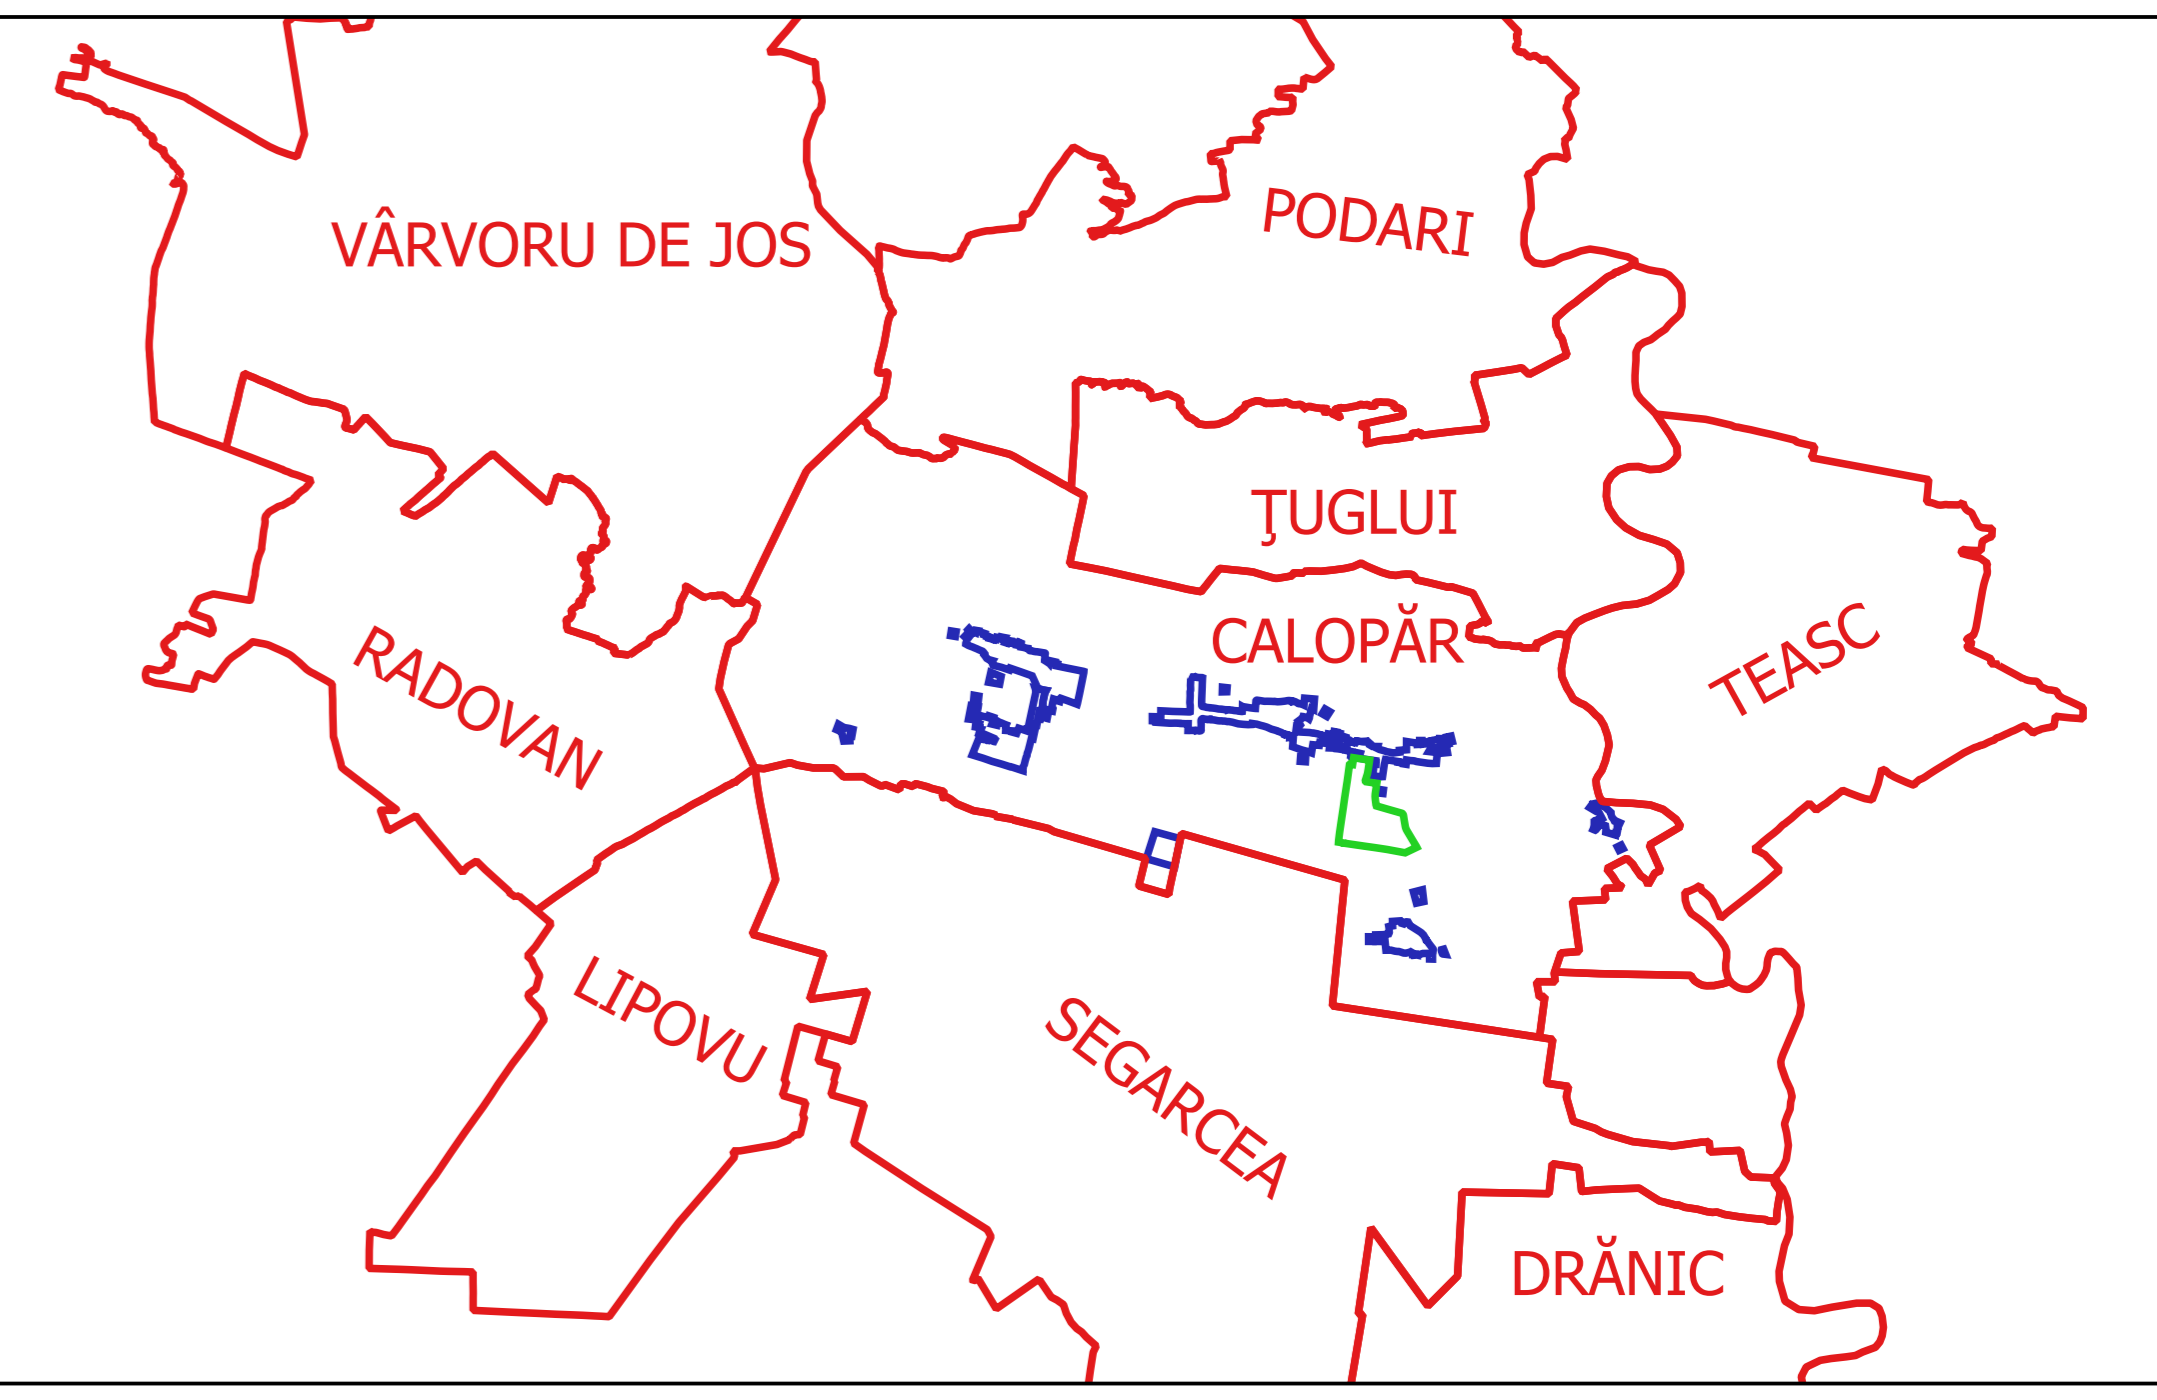 VÂRVORU DE JOS
PODARI
ŢUGLUI
CALOPĂR
TEASC
RADOVAN
LIPOVU
SEGARCEA
DRĂNIC